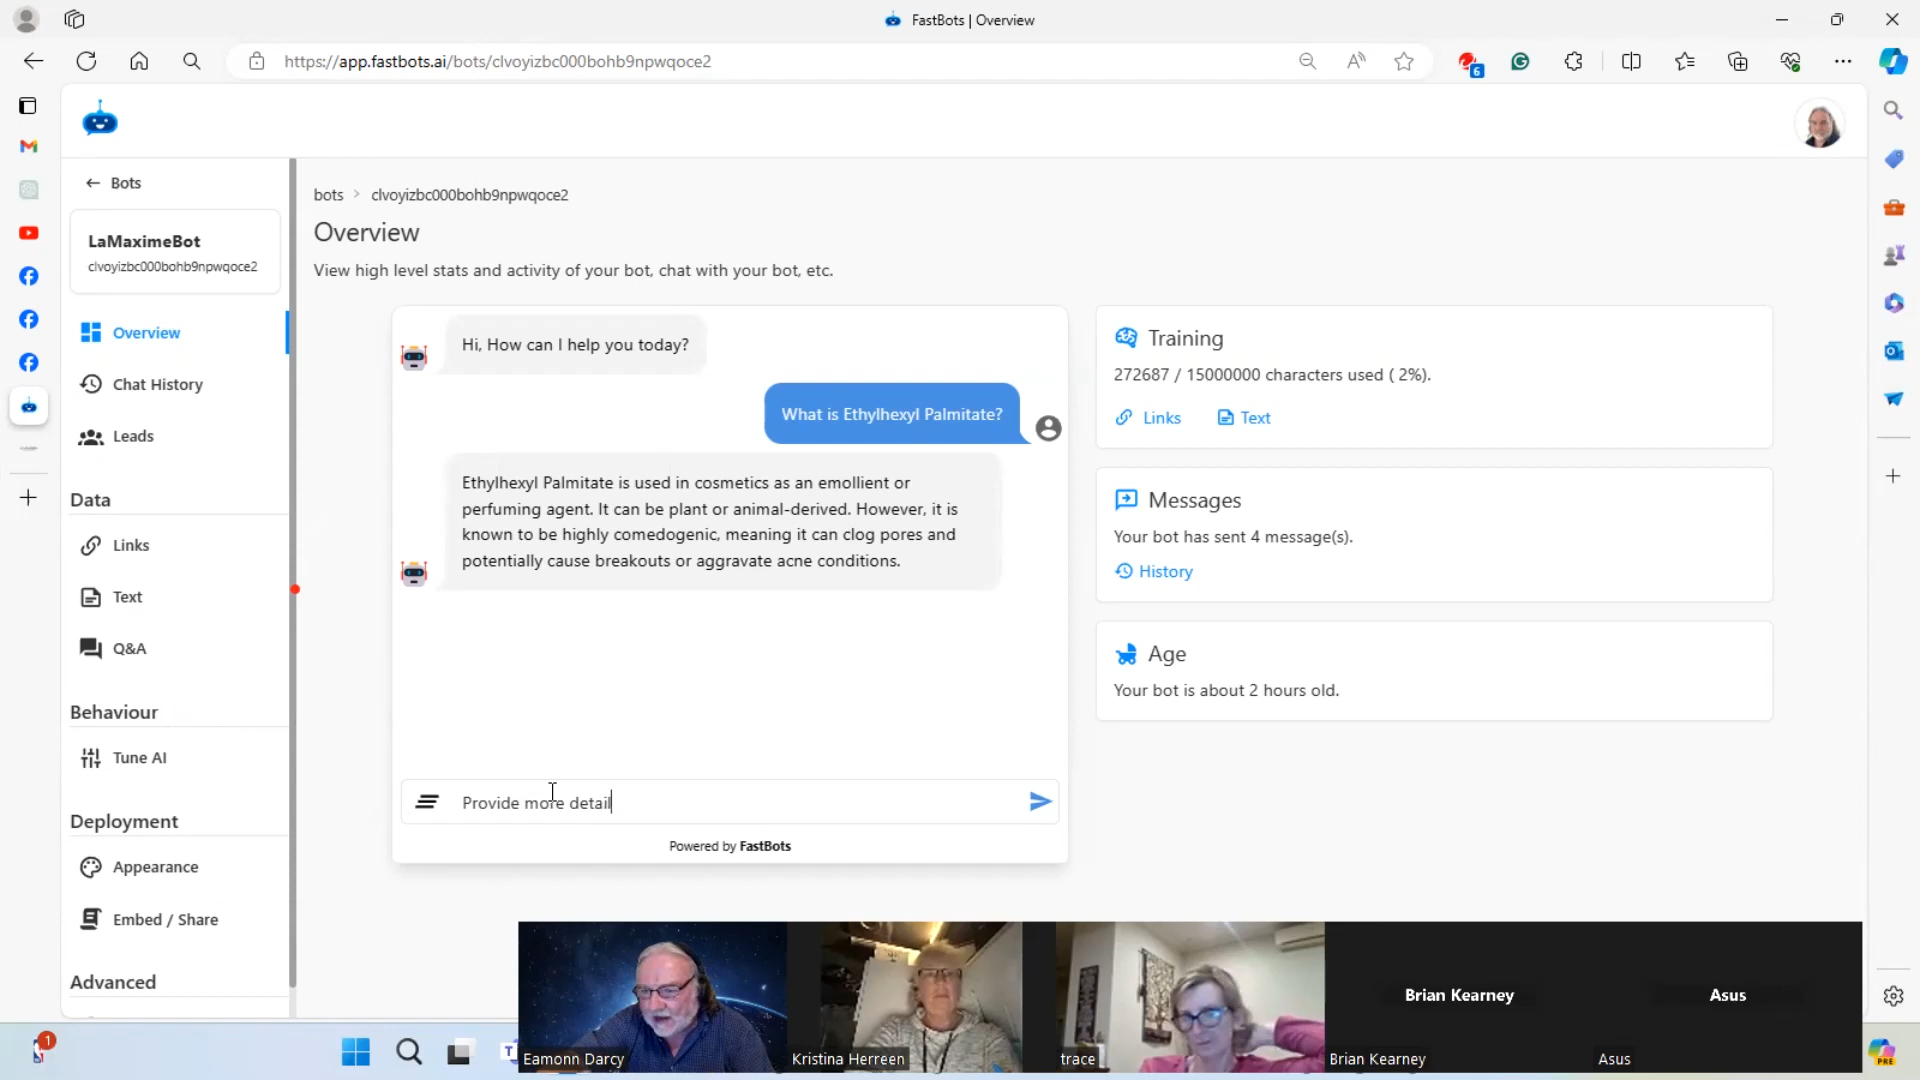 FastBots | Overview
https://app.fastbots.ai/bots/clvoyizbc000bohb9npwqoce2
6
Bots
LaMaximeBot
clvoyizbc000bohb9npwqoce2
Overview
Chat History
Leads
Data
Links
Text
Q&A
Behaviour
Tune AI
Deployment
Appearance
Embed / Share
Advanced
bots > clvoyizbc000bohb9npwqoce2
Overview
View high level stats and activity of your bot, chat with your bot, etc.
Hi, How can I help you today?
What is Ethylhexyl Palmitate?
Ethylhexyl Palmitate is used in cosmetics as an emollient or
perfuming agent. It can be plant or animal-derived. However, it is
known to be highly comedogenic, meaning it can clog pores and
potentially cause breakouts or aggravate acne conditions.
Provide more detail
Powered by FastBots
Training
272687 / 15000000 characters used ( 2%).
Links Text
Messages
Your bot has sent 4 message(s).
History
Age
Your bot is about 2 hours old.
Eamonn Darcy
Kristina Herreen
trace
Brian Kearney
Brian Kearney
Asus
Asus
1
T
PRE